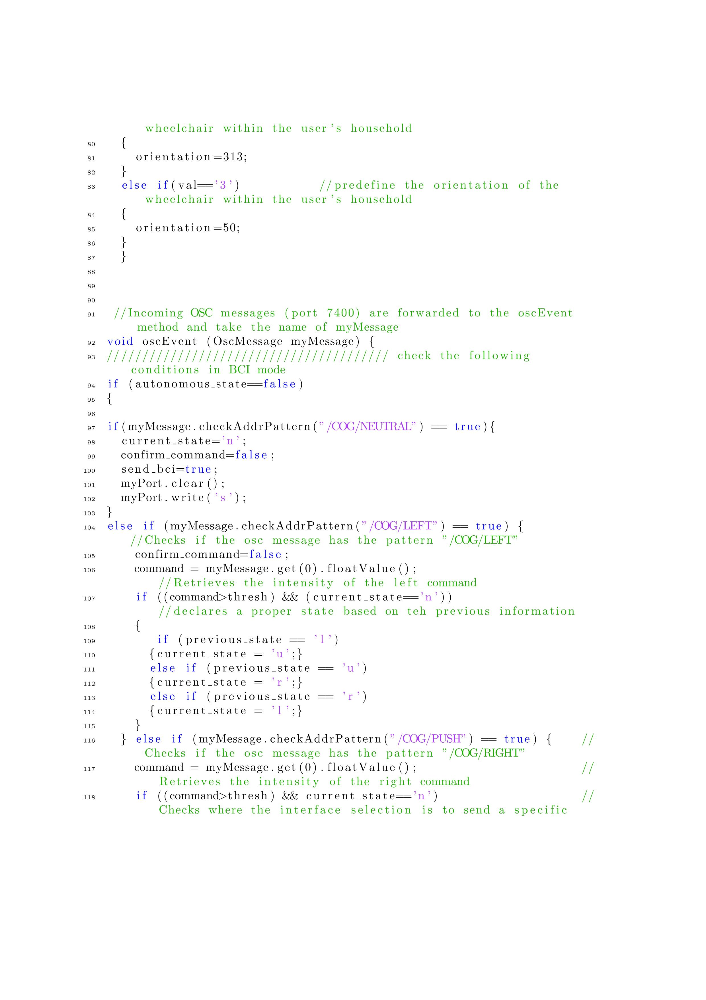 wheelchair within the user's household
80 {
81 orientation=313;
82 }
83 else if(val=='3') //predefine the orientation of the
wheelchair within the user's household
84 {
85 orientation=50;
86 }
87 }
88
89
90
91 //Incoming OSC messages (port 7400) are forwarded to the oscEvent
method and take the name of myMessage
92 void oscEvent (OscMessage myMessage) {
93 //////////////////////////////////////// check the following
conditions in BCI mode
94 if (autonomous_state==false)
95 {
96
97 if(myMessage.checkAddrPattern("/COG/NEUTRAL") == true){
98 current_state='n';
99 confirm_command=false;
100 send_bci=true;
101 myPort.clear();
102 myPort.write('s');
103 }
104 else if (myMessage.checkAddrPattern("/COG/LEFT") == true) {
//Checks if the osc message has the pattern "/COG/LEFT"
105 confirm_command=false;
106 command = myMessage.get(0).floatValue();
//Retrieves the intensity of the left command
107 if ((command>thresh) && (current_state=='n'))
//declares a proper state based on teh previous information
108 {
109 if (previous_state == 'l')
110 {current_state = 'u';}
111 else if (previous_state == 'u')
112 {current_state = 'r';}
113 else if (previous_state == 'r')
114 {current_state = 'l';}
115 }
116 } else if (myMessage.checkAddrPattern("/COG/PUSH") == true) { //
Checks if the osc message has the pattern "/COG/RIGHT"
117 command = myMessage.get(0).floatValue(); //
Retrieves the intensity of the right command
118 if ((command>thresh) && current_state=='n') //
Checks where the interface selection is to send a specific